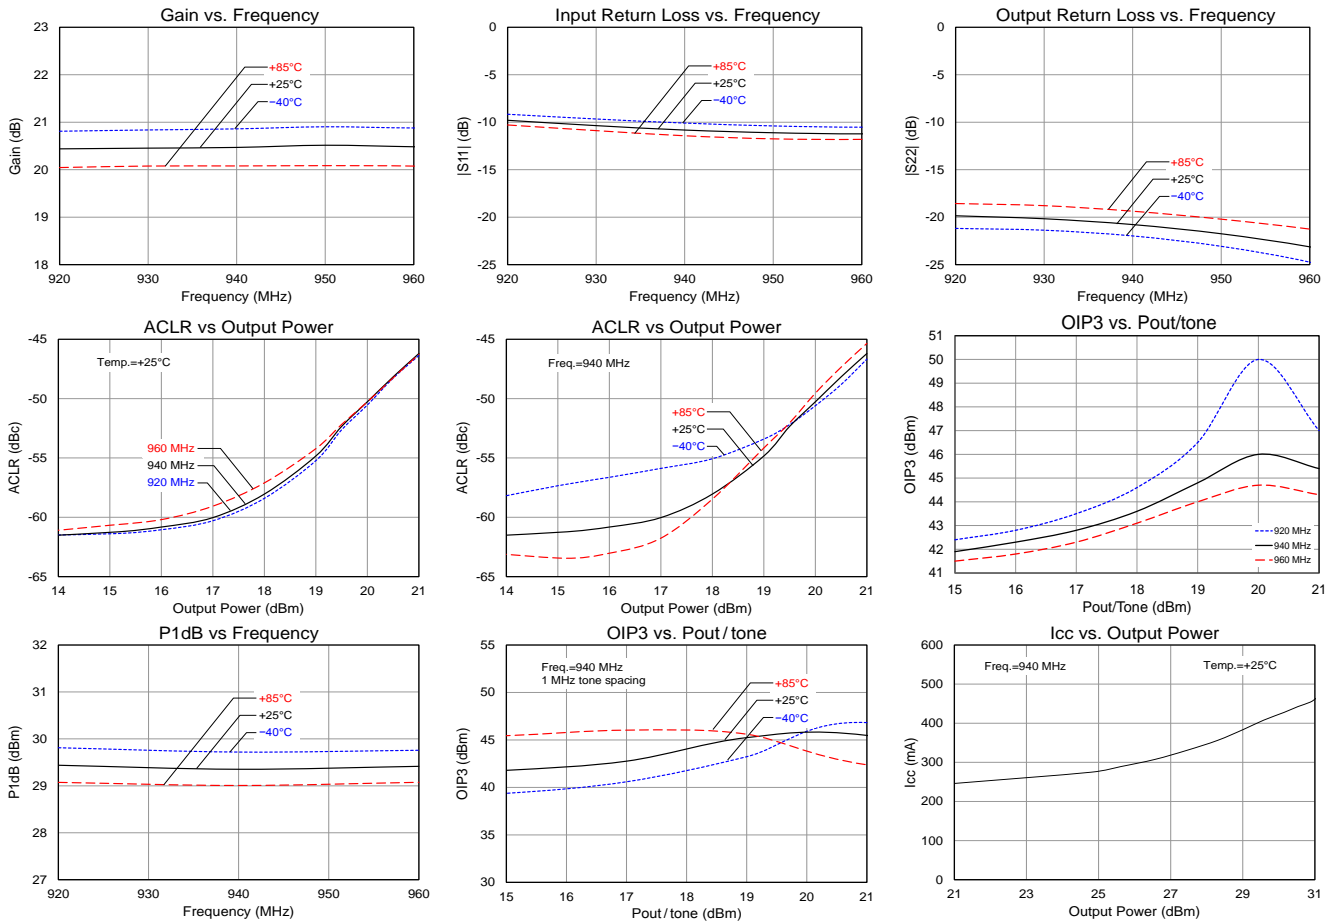 Gain vs. Frequency
23
22
21
20
19
18
Gain (dB)
+85°C
+25°C
−40°C
920 930 940 950 960
Frequency (MHz)
Input Return Loss vs. Frequency
0
-5
-10
-15
-20
-25
|S11| (dB)
+85°C
+25°C
−40°C
920 930 940 950 960
Frequency (MHz)
Output Return Loss vs. Frequency
0
-5
-10
-15
-20
-25
|S22| (dB)
+85°C
+25°C
−40°C
920 930 940 950 960
Frequency (MHz)
ACLR vs Output Power
-45
-50
-55
-60
-65
ACLR (dBc)
Temp.=+25°C
960 MHz
940 MHz
920 MHz
14 15 16 17 18 19 20 21
Output Power (dBm)
ACLR vs Output Power
-45
-50
-55
-60
-65
ACLR (dBc)
Freq.=940 MHz
+85°C
+25°C
−40°C
14 15 16 17 18 19 20 21
Output Power (dBm)
OIP3 vs. Pout/tone
51
50
49
48
47
46
45
44
43
42
41
OIP3 (dBm)
920 MHz
940 MHz
960 MHz
15 16 17 18 19 20 21
Pout/Tone (dBm)
P1dB vs Frequency
32
31
30
29
28
27
P1dB (dBm)
+85°C
+25°C
−40°C
920 930 940 950 960
Frequency (MHz)
OIP3 vs. Pout/tone
55
50
45
40
35
30
OIP3 (dBm)
Freq.=940 MHz
1 MHz tone spacing
+85°C
+25°C
−40°C
15 16 17 18 19 20 21
Pout/tone (dBm)
Icc vs. Output Power
600
500
400
300
200
100
0
Icc (mA)
Freq.=940 MHz
Temp.=+25°C
21 23 25 27 29 31
Output Power (dBm)